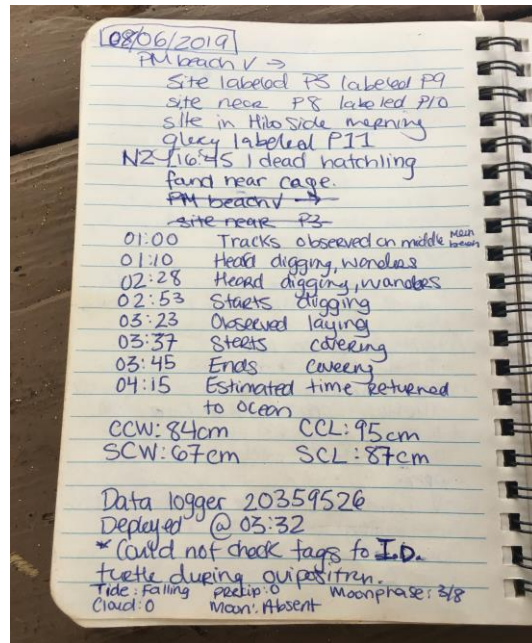 08/06/2019
PM beach √ →
Site labeled P3 labeled P9
site near P8 labeled P10
site in Hilo Side morning
glory labeled P11
N2 16:45 1 dead hatchling
fand near cage.
PM beach √ →
site near P3
01:00 Tracks observed on middle Main beach
01:10 Heard digging, wandes
02:28 Heard digging, wandes
02:53 Starts digging
03:23 Observed laying
03:37 Starts covering
03:45 Ends covering
04:15 Estimated time returned
to ocean
CCW: 84cm CCL: 95cm
SCW: 67cm SCL: 87cm
Data logger 20359526
Deployed @ 03:32
* Could not check tags to I.D.
turtle during oviposition.
Tide: Falling precip: 0 Moonphase: 3/8
Cloud: 0 Moon: Absent